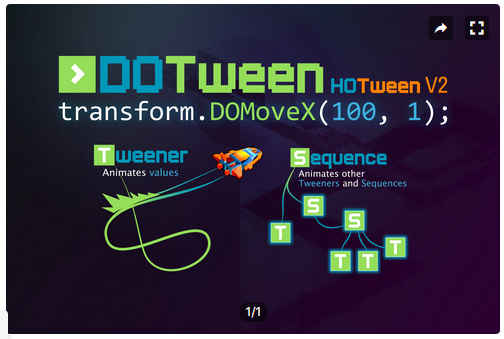 DOTween HOTween V2
transform.DOMoveX(100, 1);
Tweener
Animates values
Sequence
Animates other
Tweeners and Sequences
S
S
T
T
T
T
1/1